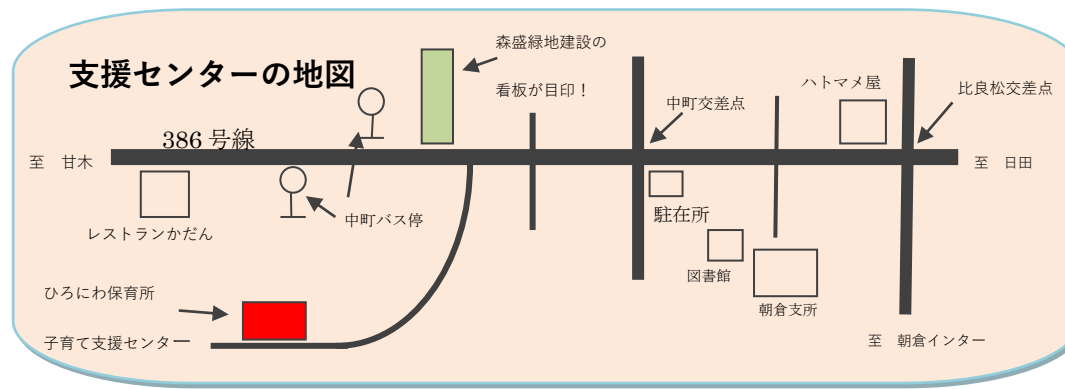 支援センターの地図
森盛緑地建設の
看板が目印！
ハトマメ屋
比良松交差点
中町交差点
386 号線
至　甘木
至　日田
レストランかだん
中町バス停
駐在所
図書館
朝倉支所
ひろにわ保育所
子育て支援センター
至　朝倉インター